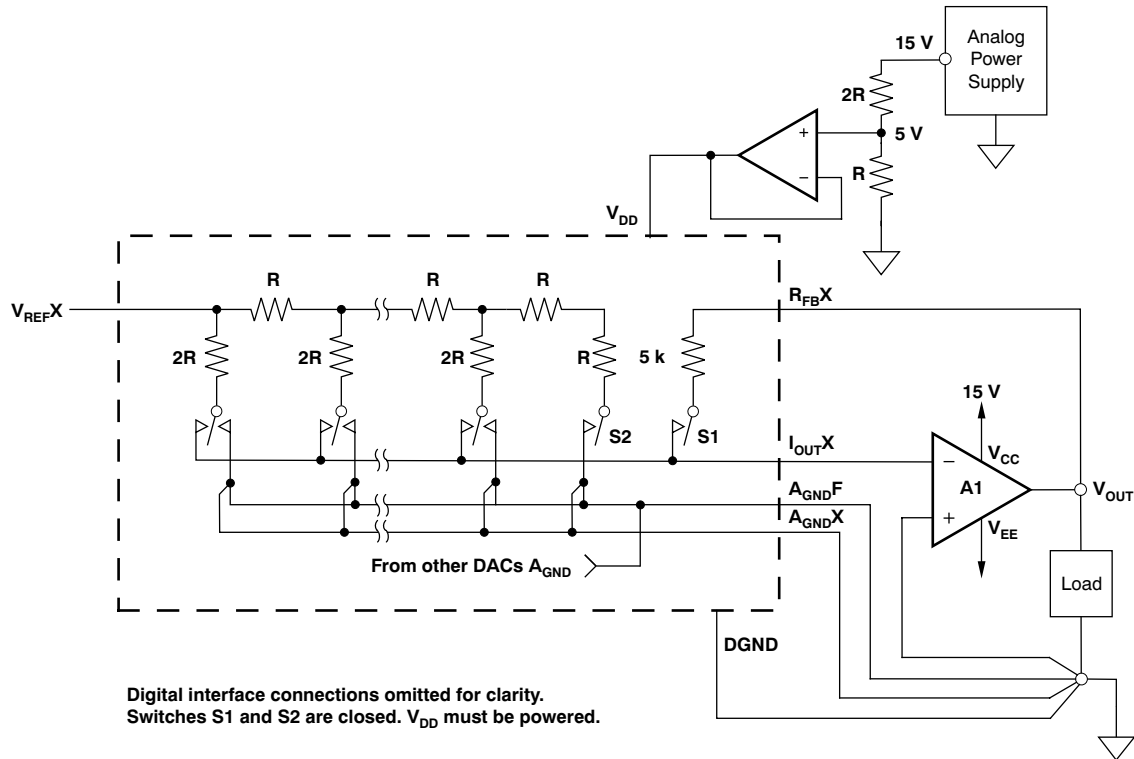 Analog
Power
Supply
15 V
2R
5 V
+
R
−
V_DD
R
R
R
V_REFX
R_FBX
2R
2R
2R
R
5 k
15 V
S2
S1
I_OUTX
−
V_CC
A1
A_GNDF
V_OUT
+
A_GNDX
V_EE
From other DACs A_GND
Load
DGND
Digital interface connections omitted for clarity.
Switches S1 and S2 are closed. V_DD must be powered.